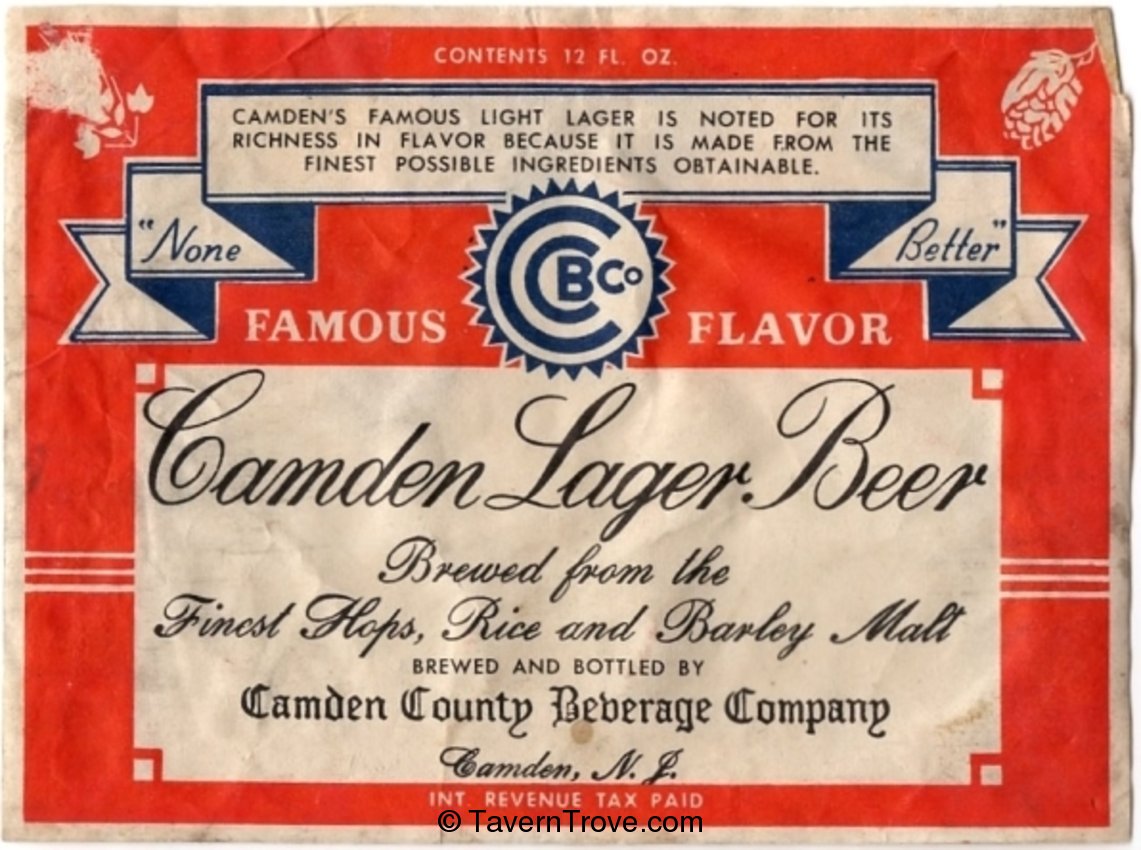 CONTENTS 12 FL. OZ.
CAMDEN'S FAMOUS LIGHT LAGER IS NOTED FOR ITS
RICHNESS IN FLAVOR BECAUSE IT IS MADE FROM THE
FINEST POSSIBLE INGREDIENTS OBTAINABLE.
"None Better"
CCBCo
FAMOUS FLAVOR
Camden Lager Beer
Brewed from the
Finest Hops, Rice and Barley Malt
BREWED AND BOTTLED BY
Camden County Beverage Company
Camden, N. J.
INT. REVENUE TAX PAID
© TavernTrove.com